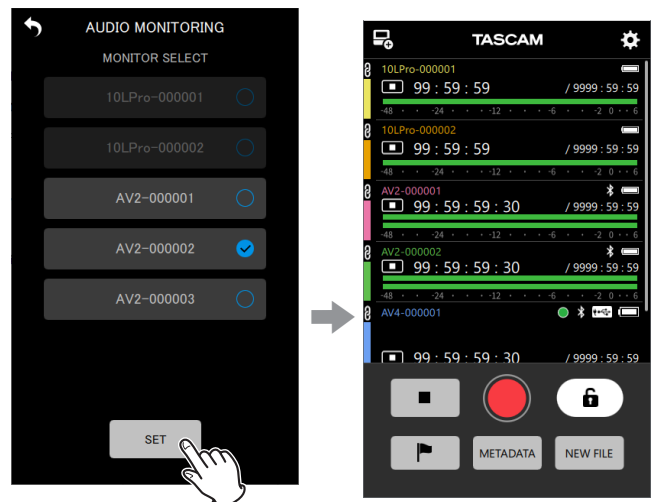 AUDIO MONITORING
MONITOR SELECT
10LPro-000001
10LPro-000002
AV2-000001
AV2-000002
AV2-000003
SET
TASCAM
10LPro-000001
99 : 59 : 59 / 9999 : 59 : 59
-48 -24 -12 -6 -2 0 6
10LPro-000002
99 : 59 : 59 / 9999 : 59 : 59
-48 -24 -12 -6 -2 0 6
AV2-000001
99 : 59 : 59 : 30 / 9999 : 59 : 59
-48 -24 -12 -6 -2 0 6
AV2-000002
99 : 59 : 59 : 30 / 9999 : 59 : 59
-48 -24 -12 -6 -2 0 6
AV4-000001
99 : 59 : 59 : 30 / 9999 : 59 : 59
METADATA
NEW FILE